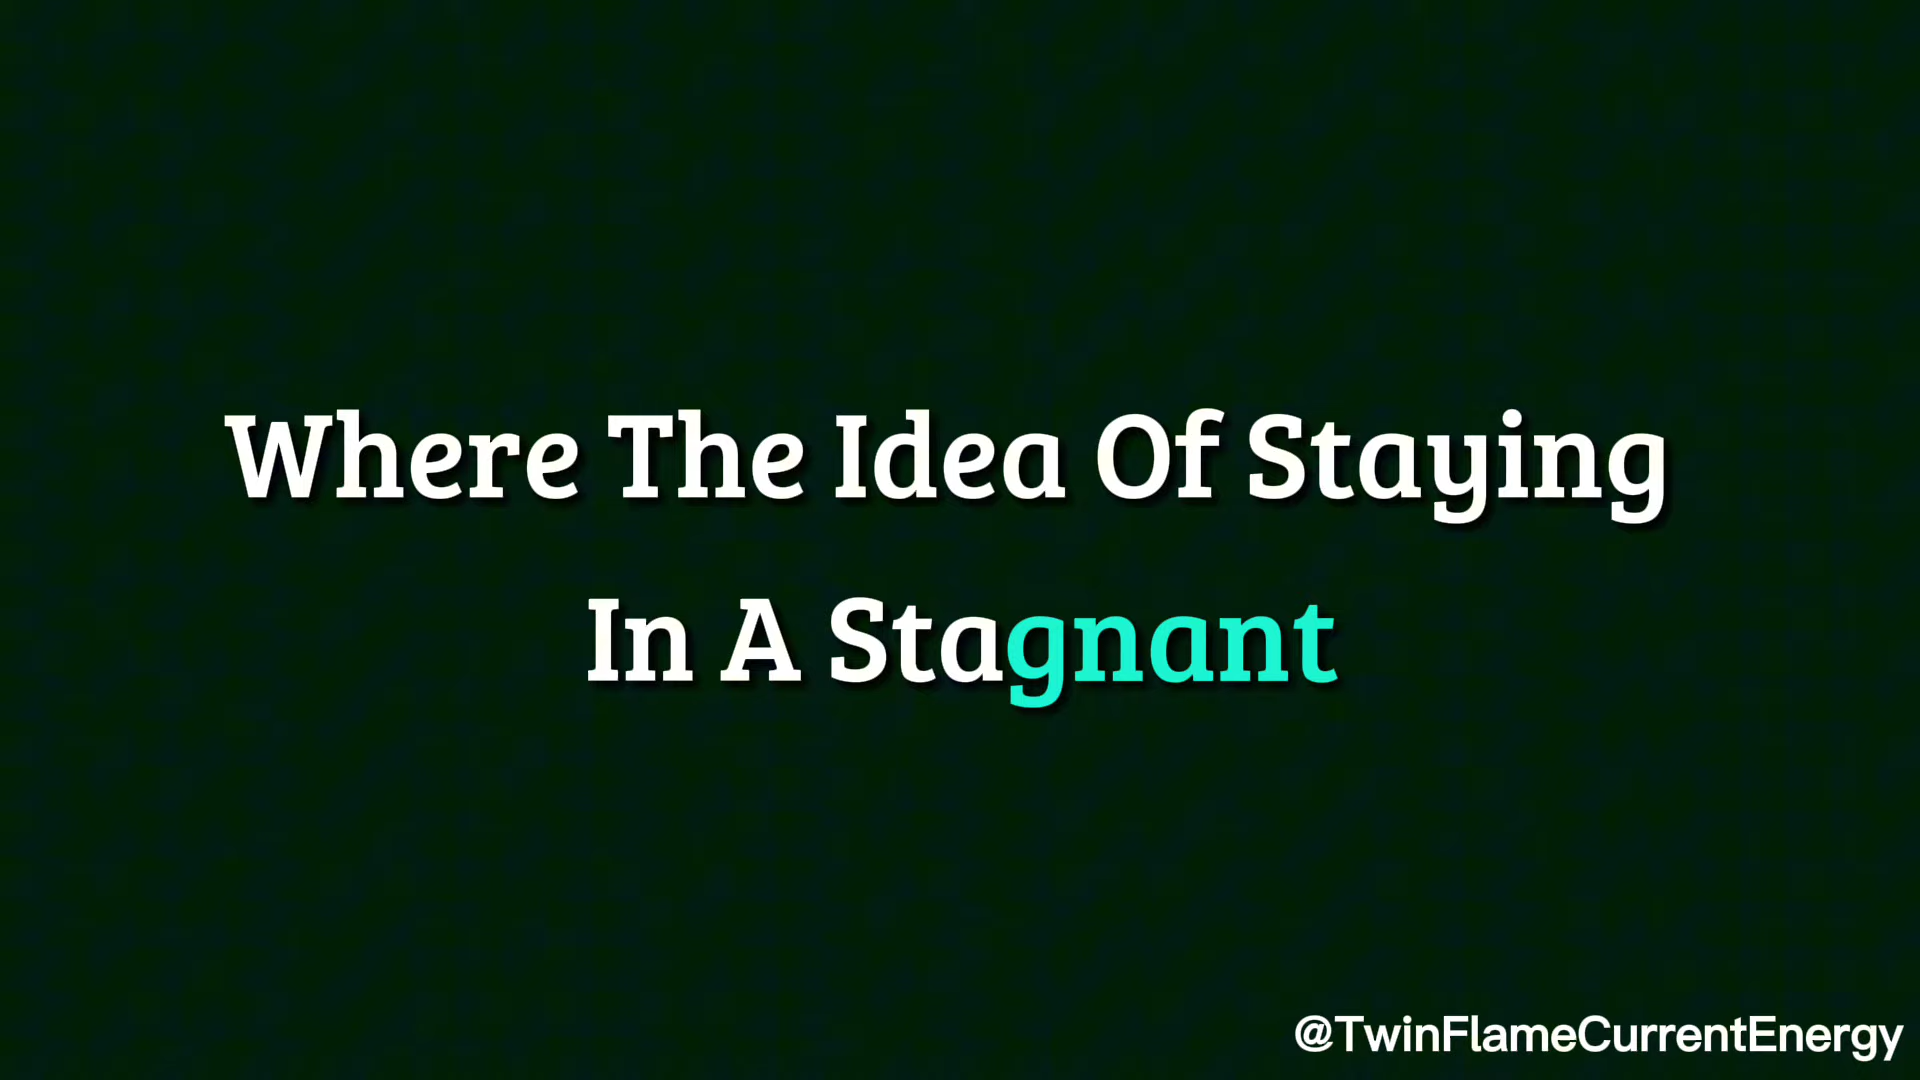 Where The Idea Of Staying
In A Stagnant
@TwinFlameCurrentEnergy